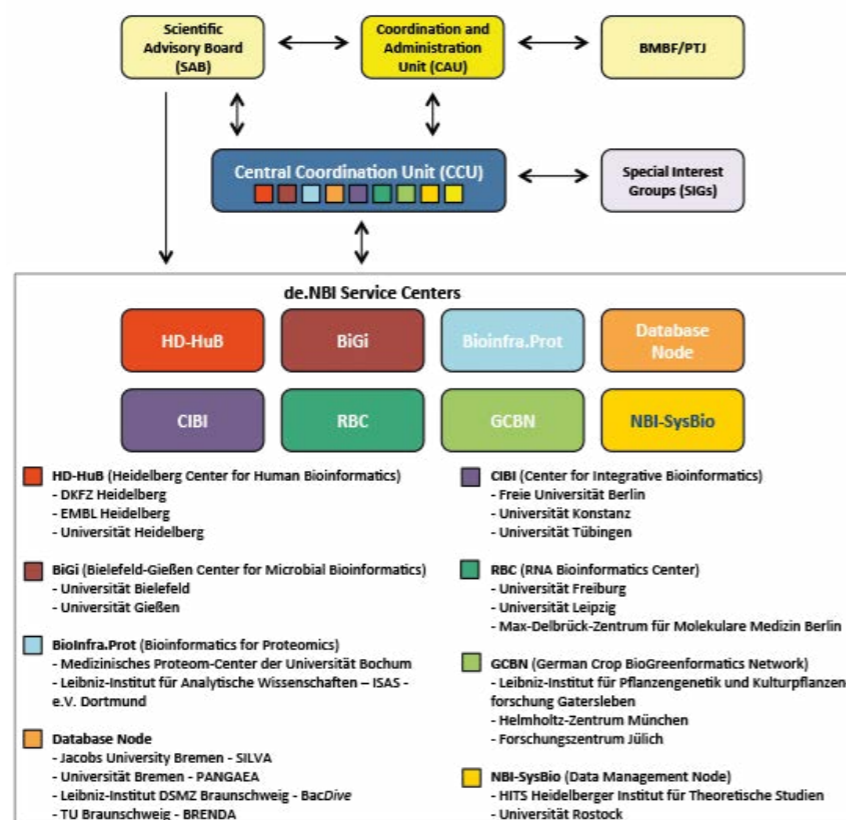 Scientific
Advisory Board
(SAB)
Coordination and
Administration
Unit (CAU)
BMBF/PTJ
Central Coordination Unit (CCU)
Special Interest
Groups (SIGs)
de.NBI Service Centers
HD-HuB
BiGi
Bioinfra.Prot
Database
Node
CIBI
RBC
GCBN
NBI-SysBio
HD-HuB (Heidelberg Center for Human Bioinformatics)
- DKFZ Heidelberg
- EMBL Heidelberg
- Universität Heidelberg
BiGi (Bielefeld-Gießen Center for Microbial Bioinformatics)
- Universität Bielefeld
- Universität Gießen
BioInfra.Prot (Bioinformatics for Proteomics)
- Medizinisches Proteom-Center der Universität Bochum
- Leibniz-Institut für Analytische Wissenschaften – ISAS -
e.V. Dortmund
Database Node
- Jacobs University Bremen - SILVA
- Universität Bremen - PANGAEA
- Leibniz-Institut DSMZ Braunschweig - BacDive
- TU Braunschweig - BRENDA
CIBI (Center for Integrative Bioinformatics)
- Freie Universität Berlin
- Universität Konstanz
- Universität Tübingen
RBC (RNA Bioinformatics Center)
- Universität Freiburg
- Universität Leipzig
- Max-Delbrück-Zentrum für Molekulare Medizin Berlin
GCBN (German Crop BioGreenformatics Network)
- Leibniz-Institut für Pflanzengenetik und Kulturpflanzen
forschung Gatersleben
- Helmholtz-Zentrum München
- Forschungszentrum Jülich
NBI-SysBio (Data Management Node)
- HITS Heidelberger Institut für Theoretische Studien
- Universität Rostock